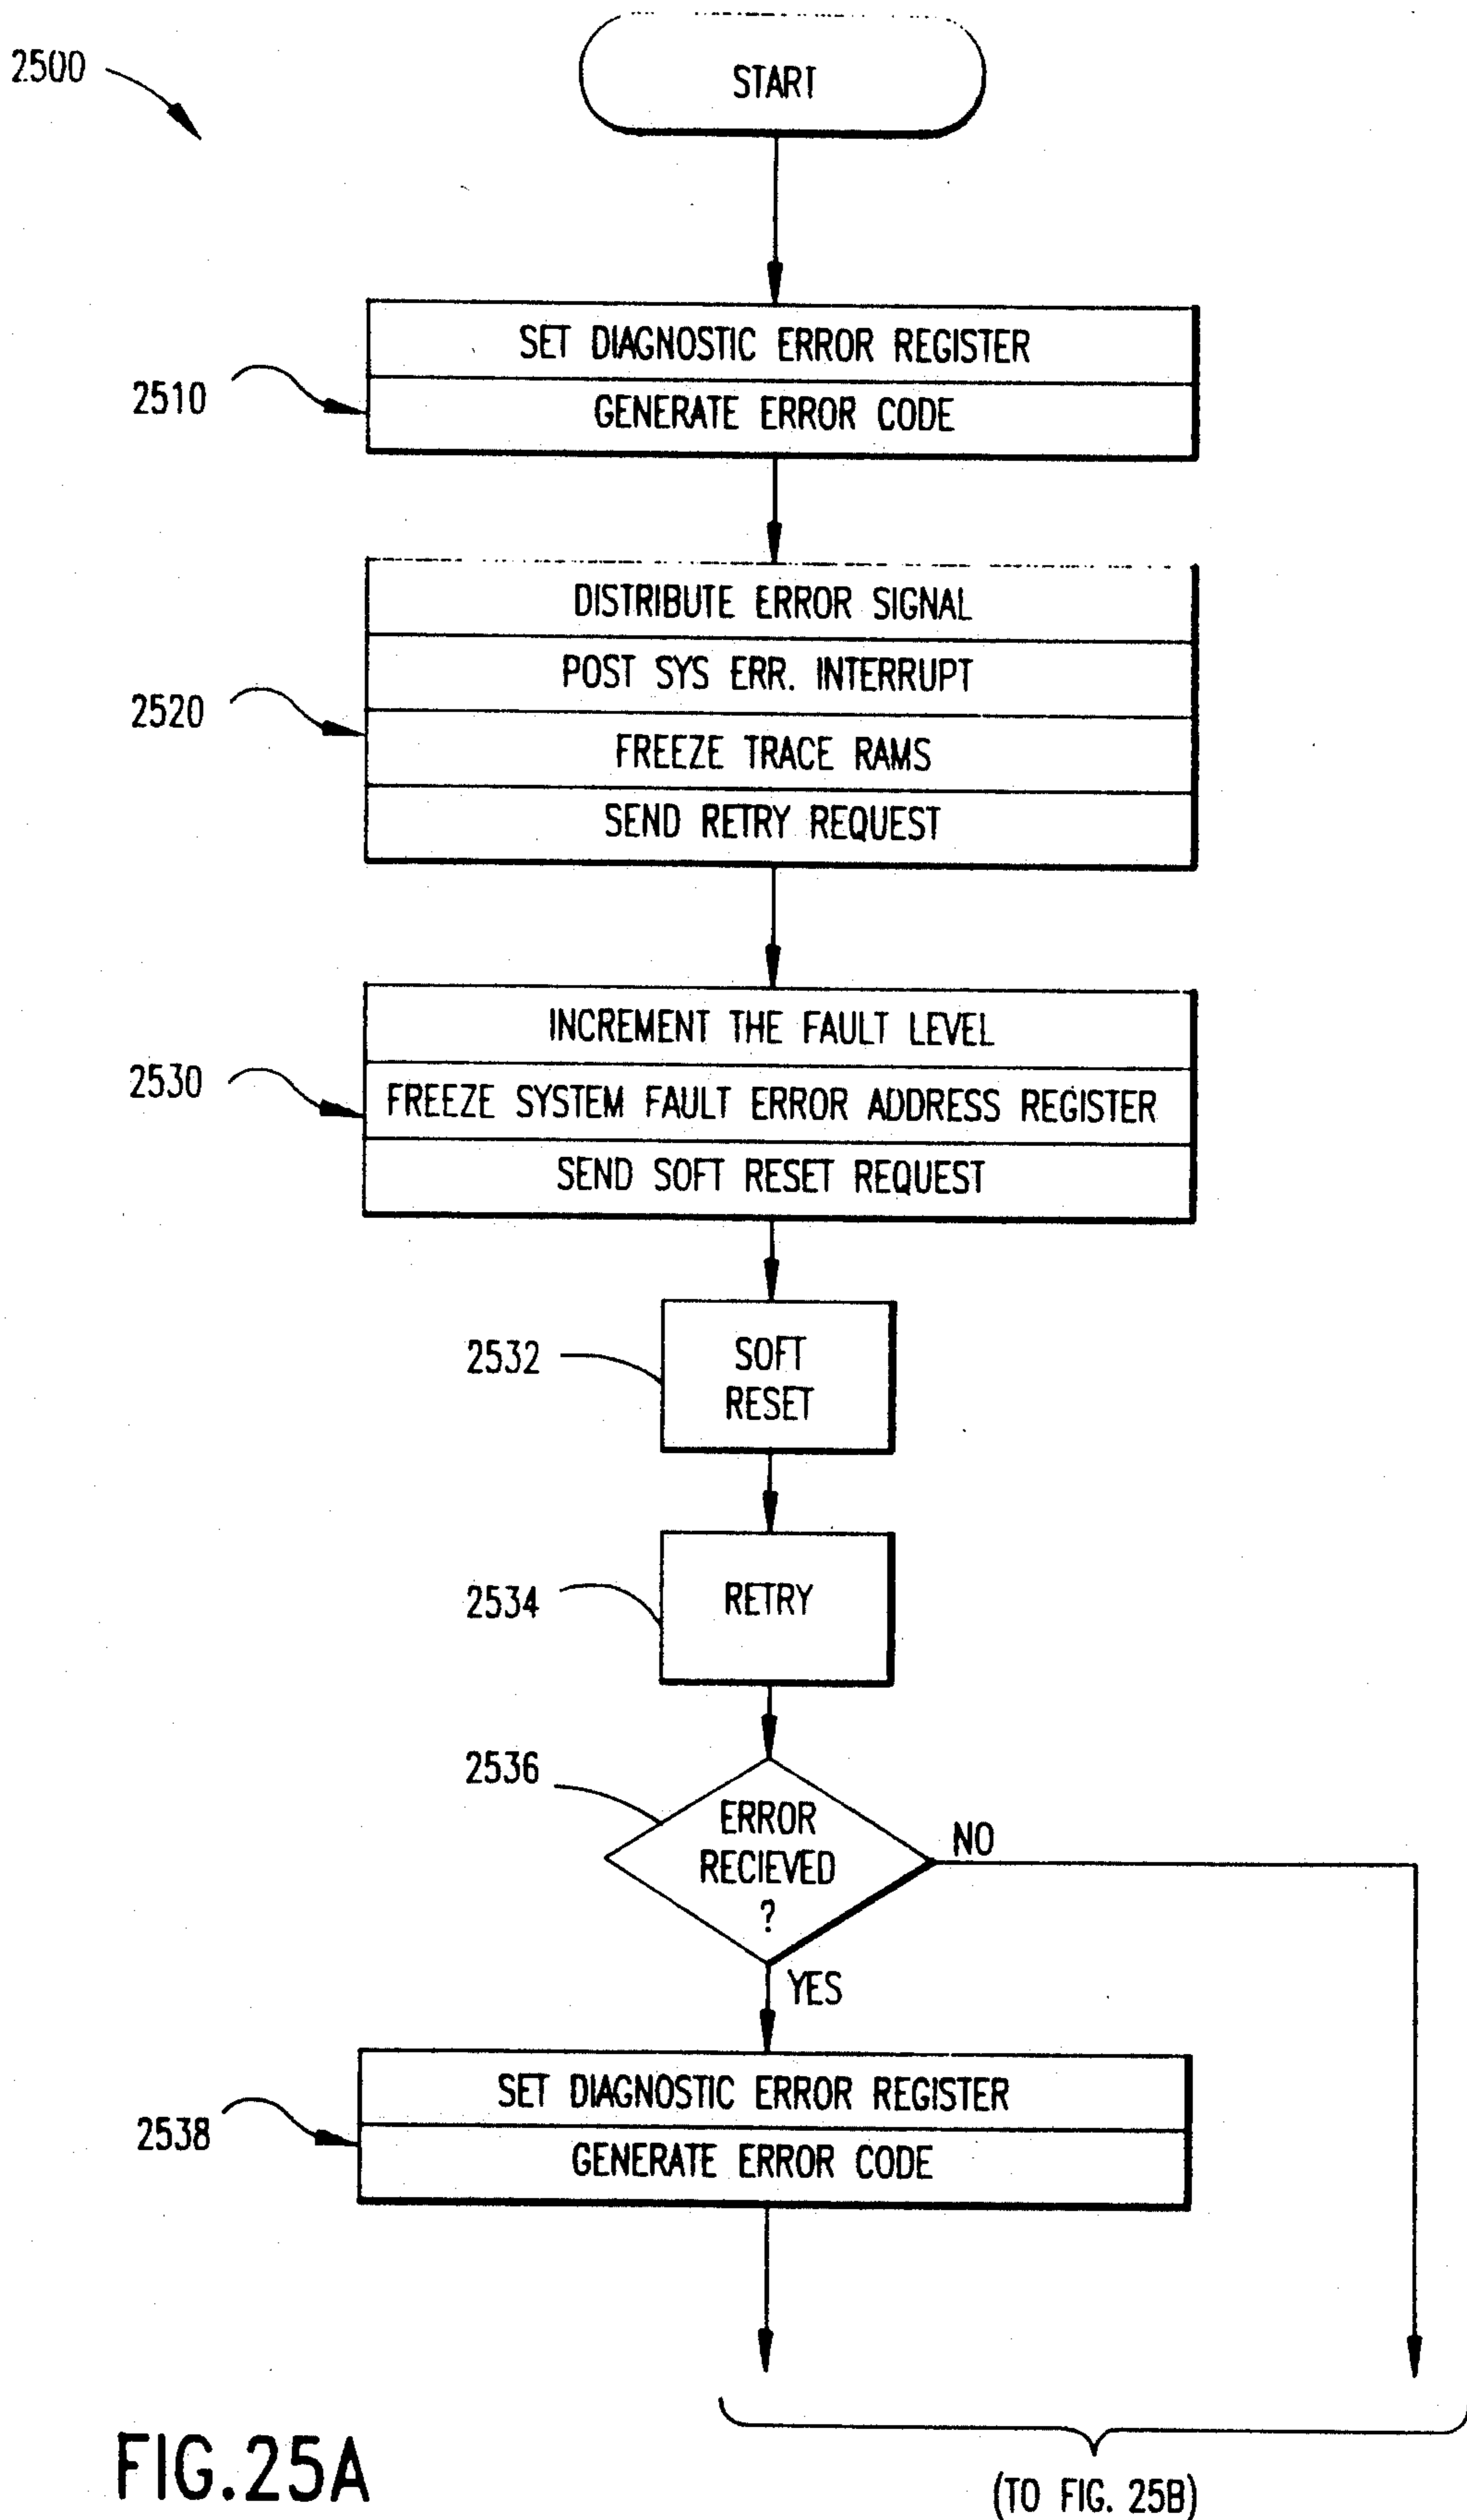 2500
START
SET DIAGNOSTIC ERROR REGISTER
2510
GENERATE ERROR CODE
DISTRIBUTE ERROR SIGNAL
POST SYS ERR. INTERRUPT
2520
FREEZE TRACE RAMS
SEND RETRY REQUEST
INCREMENT THE FAULT LEVEL
2530
FREEZE SYSTEM FAULT ERROR ADDRESS REGISTER
SEND SOFT RESET REQUEST
2532
SOFT
RESET
2534
RETRY
2536
ERROR
RECIEVED
?
NO
YES
SET DIAGNOSTIC ERROR REGISTER
2538
GENERATE ERROR CODE
FIG.25A
(TO FIG. 25B)